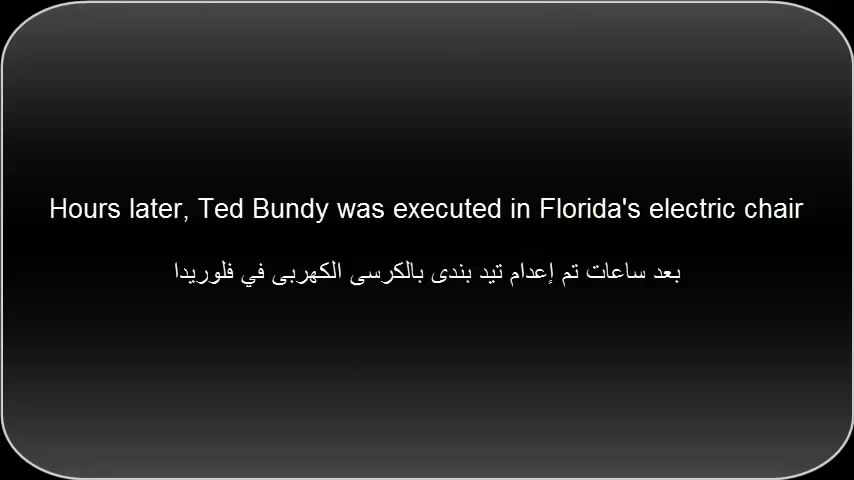 Hours later, Ted Bundy was executed in Florida's electric chair
بعد ساعات تم إعدام تيد بندى بالكرسى الكهربى في فلوريدا